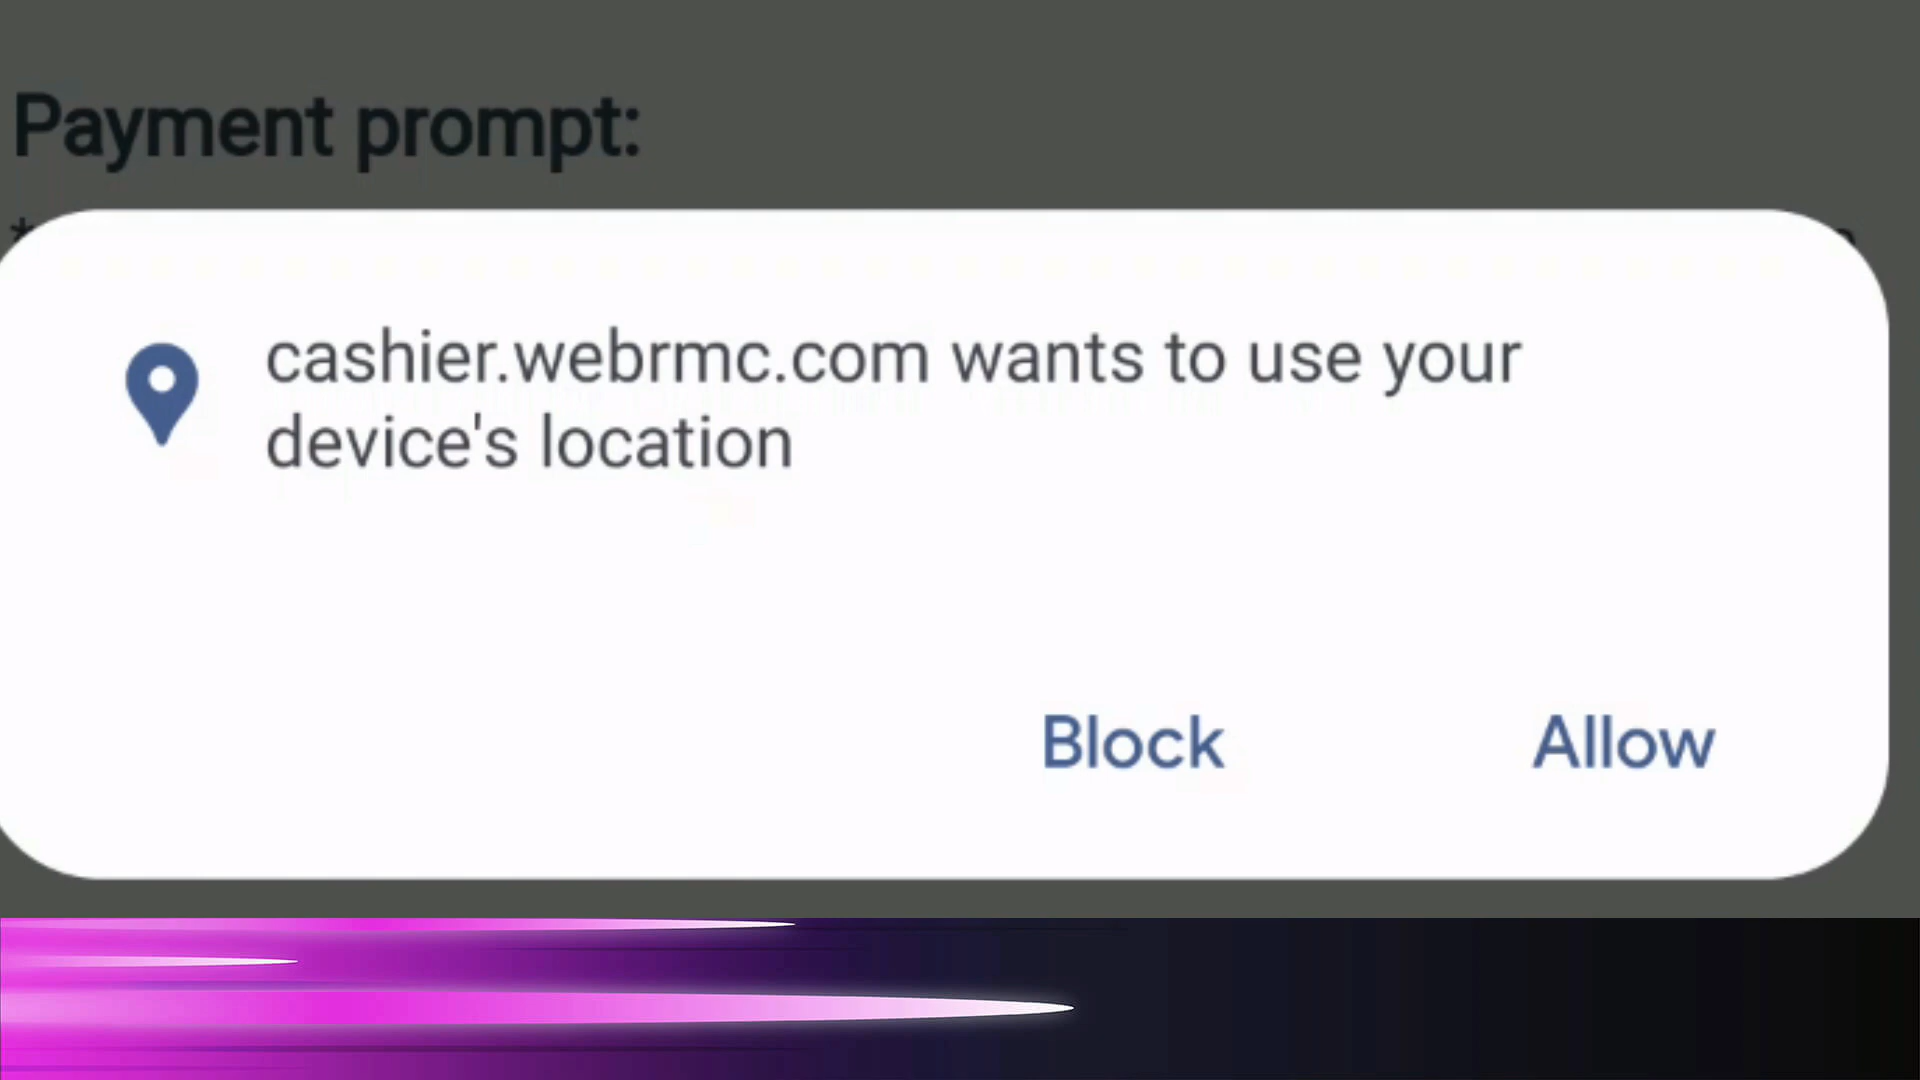 Payment prompt:
*
cashier.webrmc.com wants to use your
device's location
Block
Allow